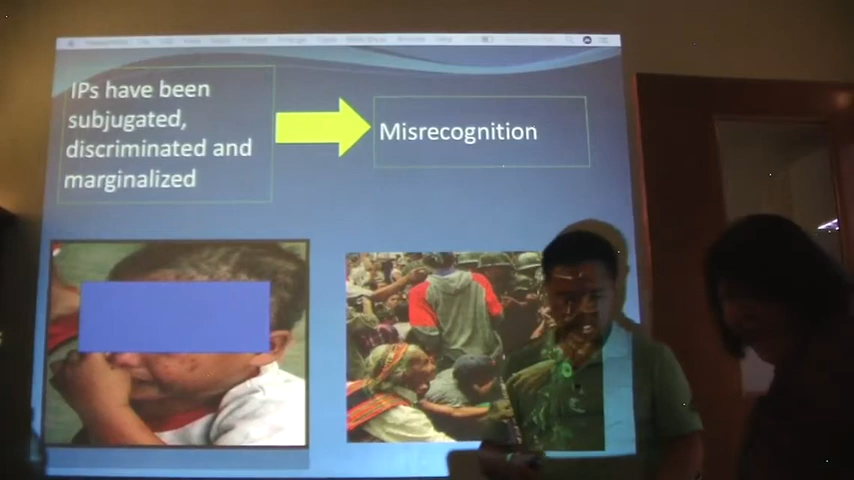 IPs have been
subjugated,
discriminated and
marginalized
Misrecognition